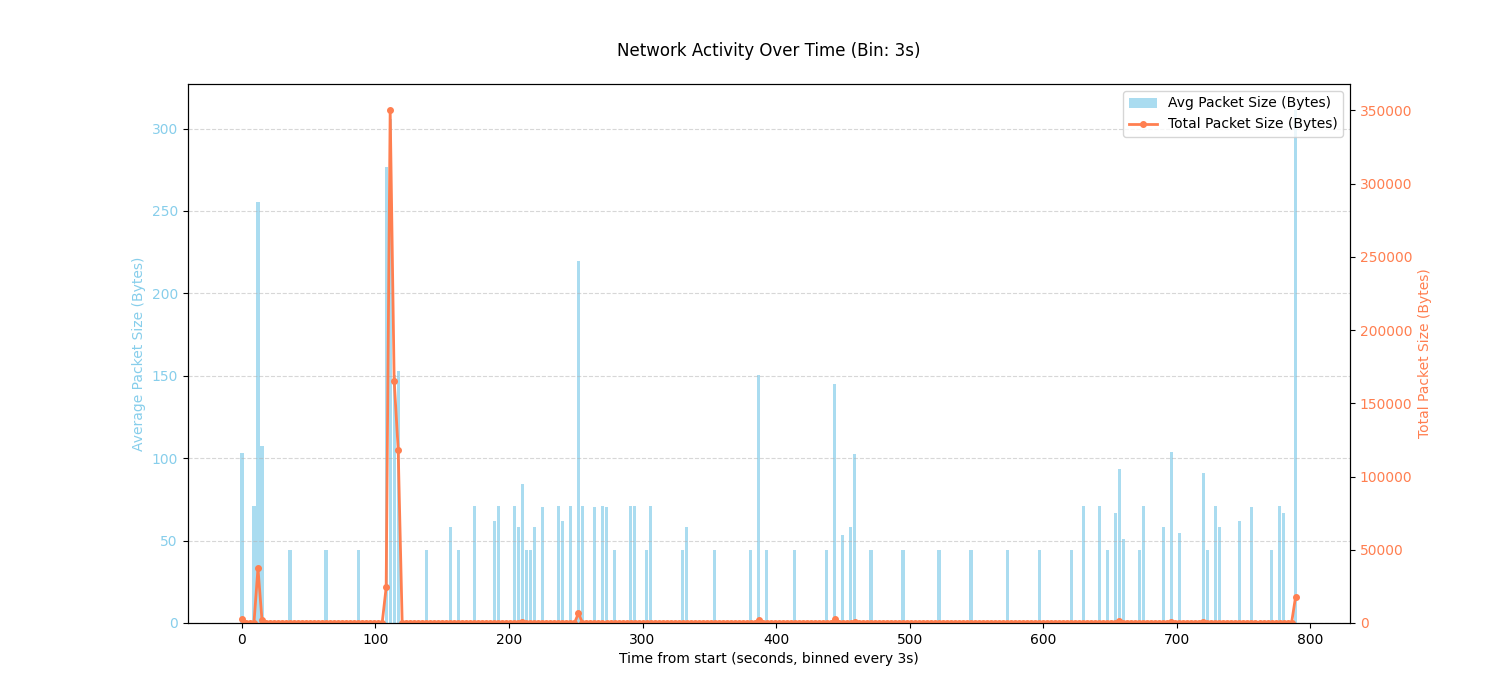 Network Activity Over Time (Bin: 3s)
Avg Packet Size (Bytes)
Total Packet Size (Bytes)
Average Packet Size (Bytes)
300
250
200
150
100
50
0
350000
300000
250000
200000
150000
100000
50000
0
Total Packet Size (Bytes)
0 100 200 300 400 500 600 700 800
Time from start (seconds, binned every 3s)